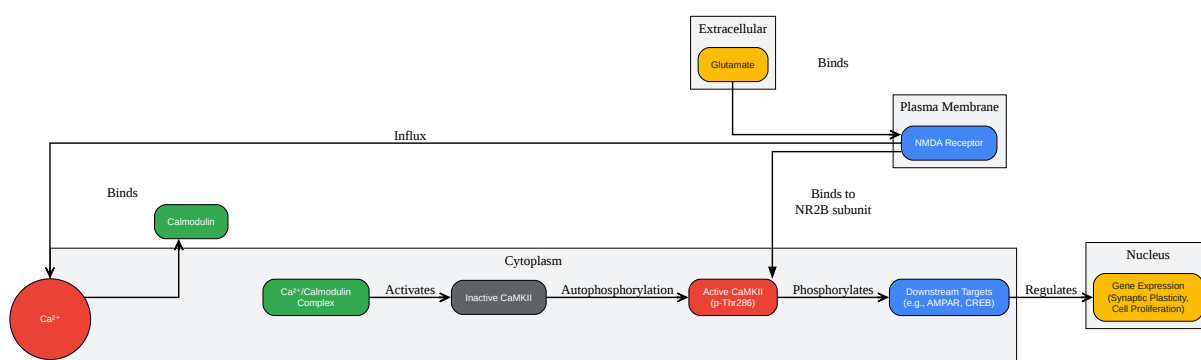 Extracellular
Glutamate
Binds
Plasma Membrane
NMDA Receptor
Influx
Binds
Binds to
NR2B subunit
Calmodulin
Cytoplasm
Nucleus
Ca²⁺
Ca²⁺/Calmodulin
Complex
Activates
Inactive CaMKII
Autophosphorylation
Active CaMKII
(p-Thr286)
Phosphorylates
Downstream Targets
(e.g., AMPAR, CREB)
Regulates
Gene Expression
(Synaptic Plasticity,
Cell Proliferation)